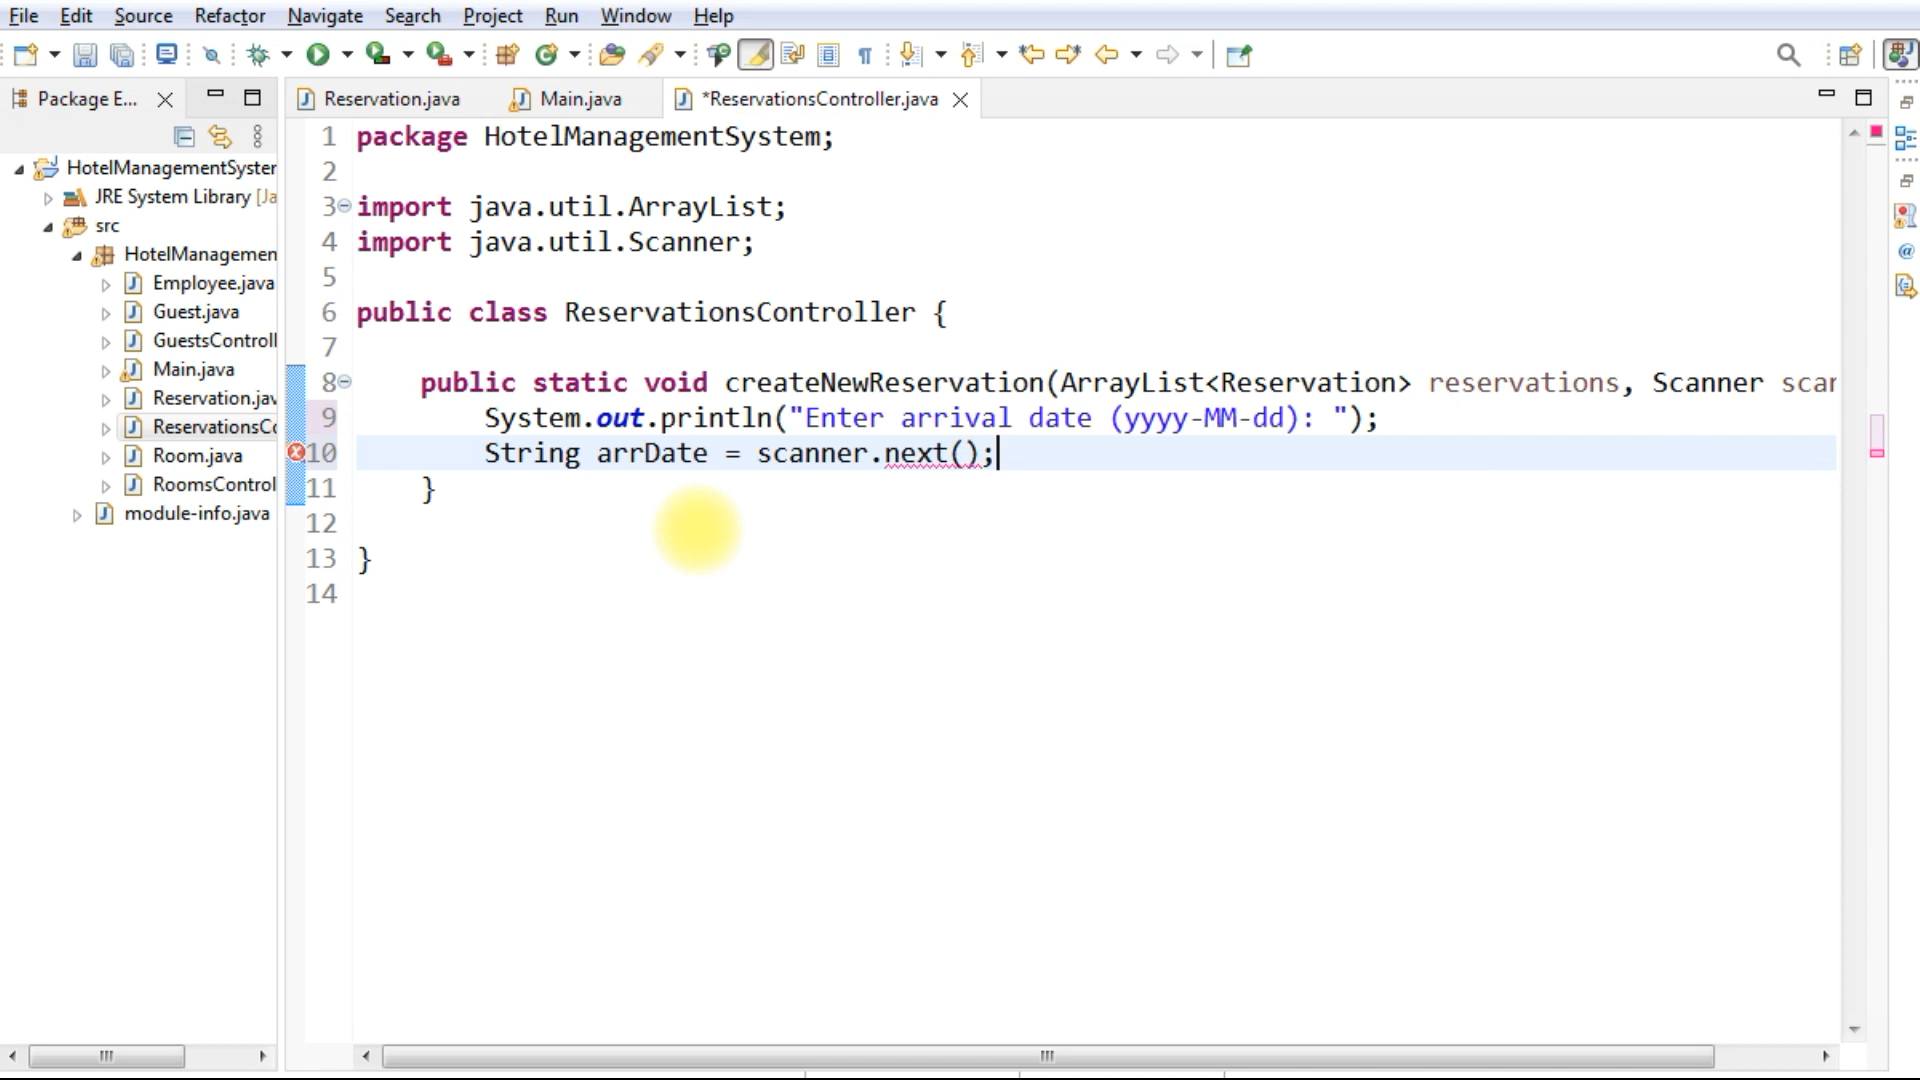 File Edit Source Refactor Navigate Search Project Run Window Help
Package E...
Reservation.java Main.java *ReservationsController.java
HotelManagementSyster
JRE System Library [Ja
src
HotelManagemen
Employee.java
Guest.java
GuestsControll
Main.java
Reservation.jav
ReservationsCo
Room.java
RoomsControl
module-info.java
1 package HotelManagementSystem;
2
3 import java.util.ArrayList;
4 import java.util.Scanner;
5
6 public class ReservationsController {
7
8 public static void createNewReservation(ArrayList<Reservation> reservations, Scanner scar
9 System.out.println("Enter arrival date (yyyy-MM-dd): ");
10 String arrDate = scanner.next();
11 }
12
13 }
14